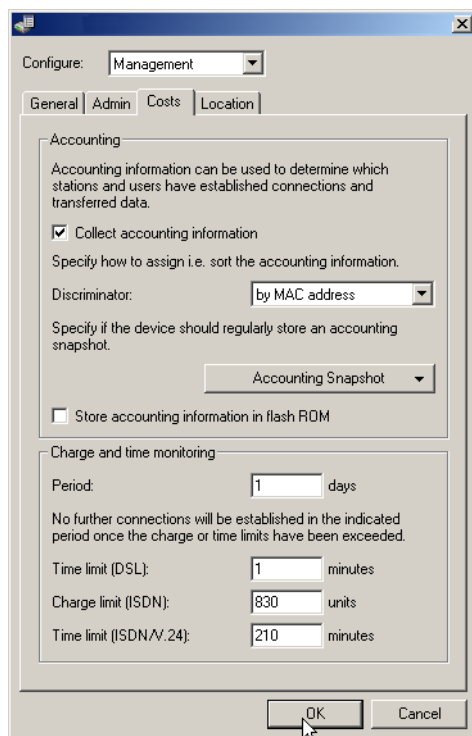 Configure: Management
General Admin Costs Location
Accounting
Accounting information can be used to determine which
stations and users have established connections and
transferred data.
Collect accounting information
Specify how to assign i.e. sort the accounting information.
Discriminator: by MAC address
Specify if the device should regularly store an accounting
snapshot.
Accounting Snapshot
Store accounting information in flash ROM
Charge and time monitoring
Period: 1 days
No further connections will be established in the indicated
period once the charge or time limits have been exceeded.
Time limit (DSL): 1 minutes
Charge limit (ISDN): 830 units
Time limit (ISDN/V.24): 210 minutes
OK Cancel